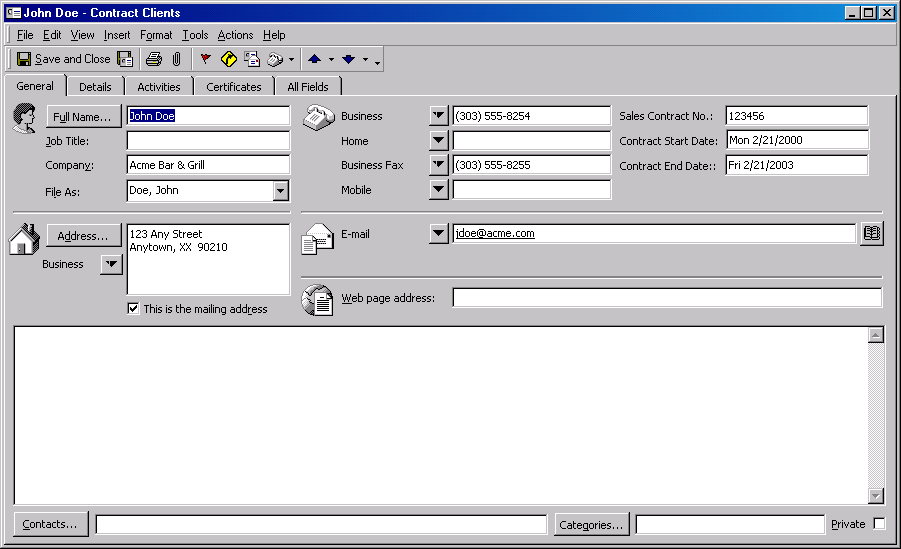 John Doe - Contract Clients
File Edit View Insert Format Tools Actions Help
Save and Close
General Details Activities Certificates All Fields
Full Name... John Doe
Job Title:
Company: Acme Bar & Grill
File As: Doe, John
Business (303) 555-8254
Home
Business Fax (303) 555-8255
Mobile
Sales Contract No.: 123456
Contract Start Date: Mon 2/21/2000
Contract End Date:: Fri 2/21/2003
Address... 123 Any Street
Anytown, XX 90210
Business
This is the mailing address
E-mail jdoe@acme.com
Web page address:
Contacts... Categories... Private